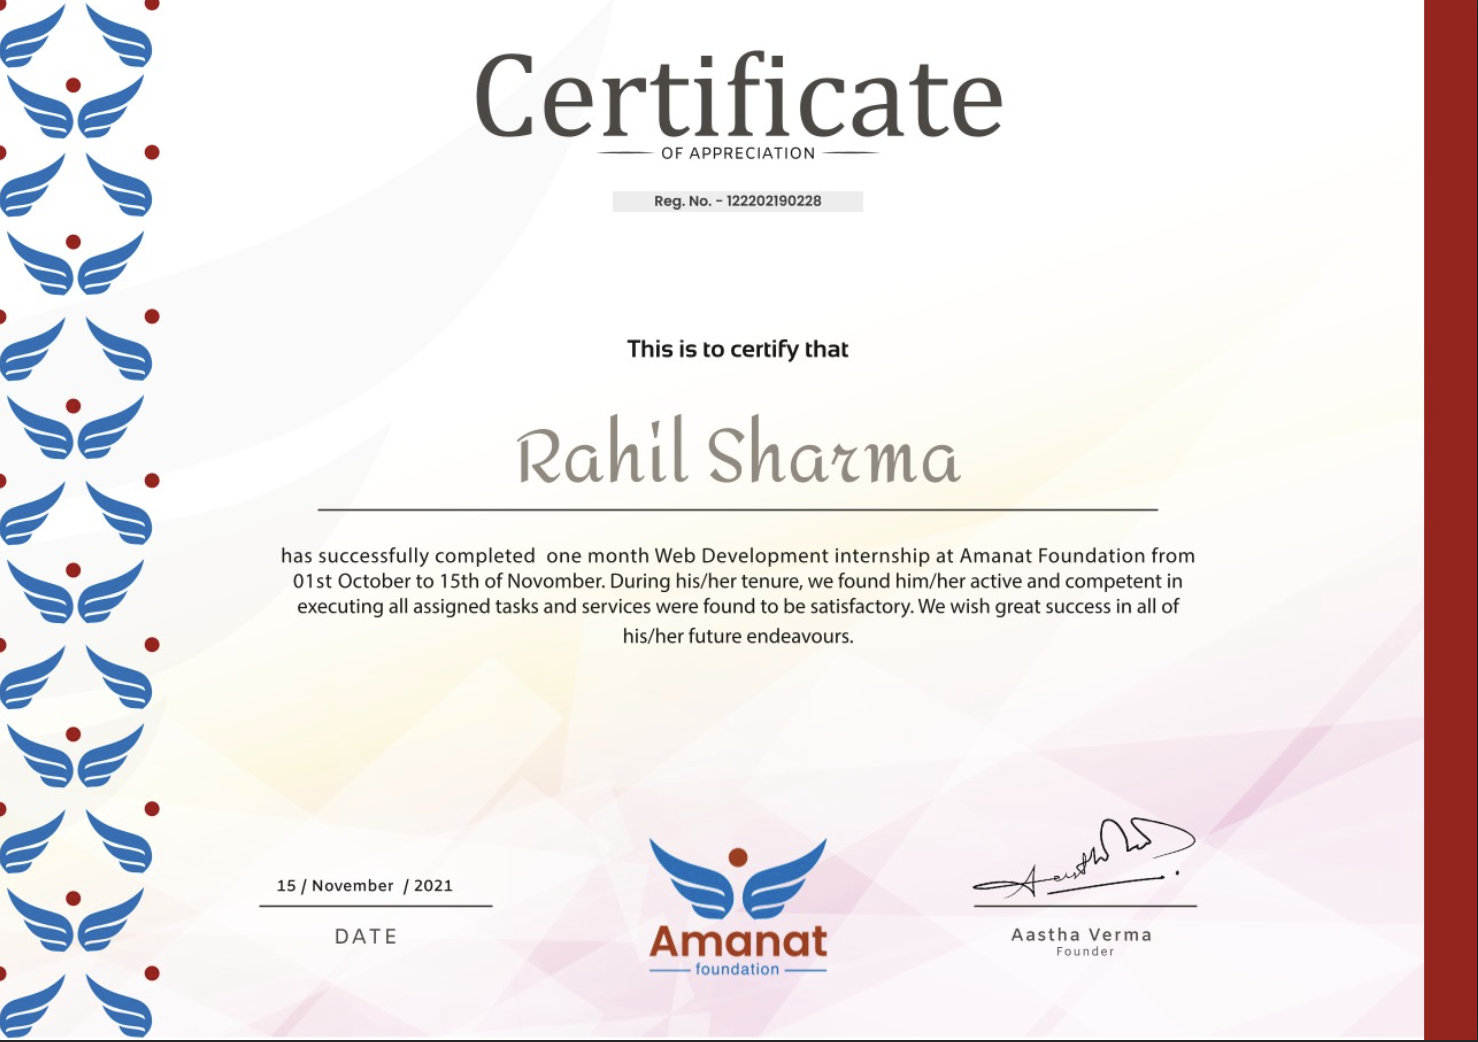 Certificate
OF APPRECIATION
Reg. No. - 122202190228
This is to certify that
Rahil Sharma
has successfully completed  one month Web Development internship at Amanat Foundation from
01st October to 15th of Novomber. During his/her tenure, we found him/her active and competent in
executing all assigned tasks and services were found to be satisfactory. We wish great success in all of
his/her future endeavours.
15 / November  / 2021
DATE
Amanat
foundation
Aastha Verma
Founder